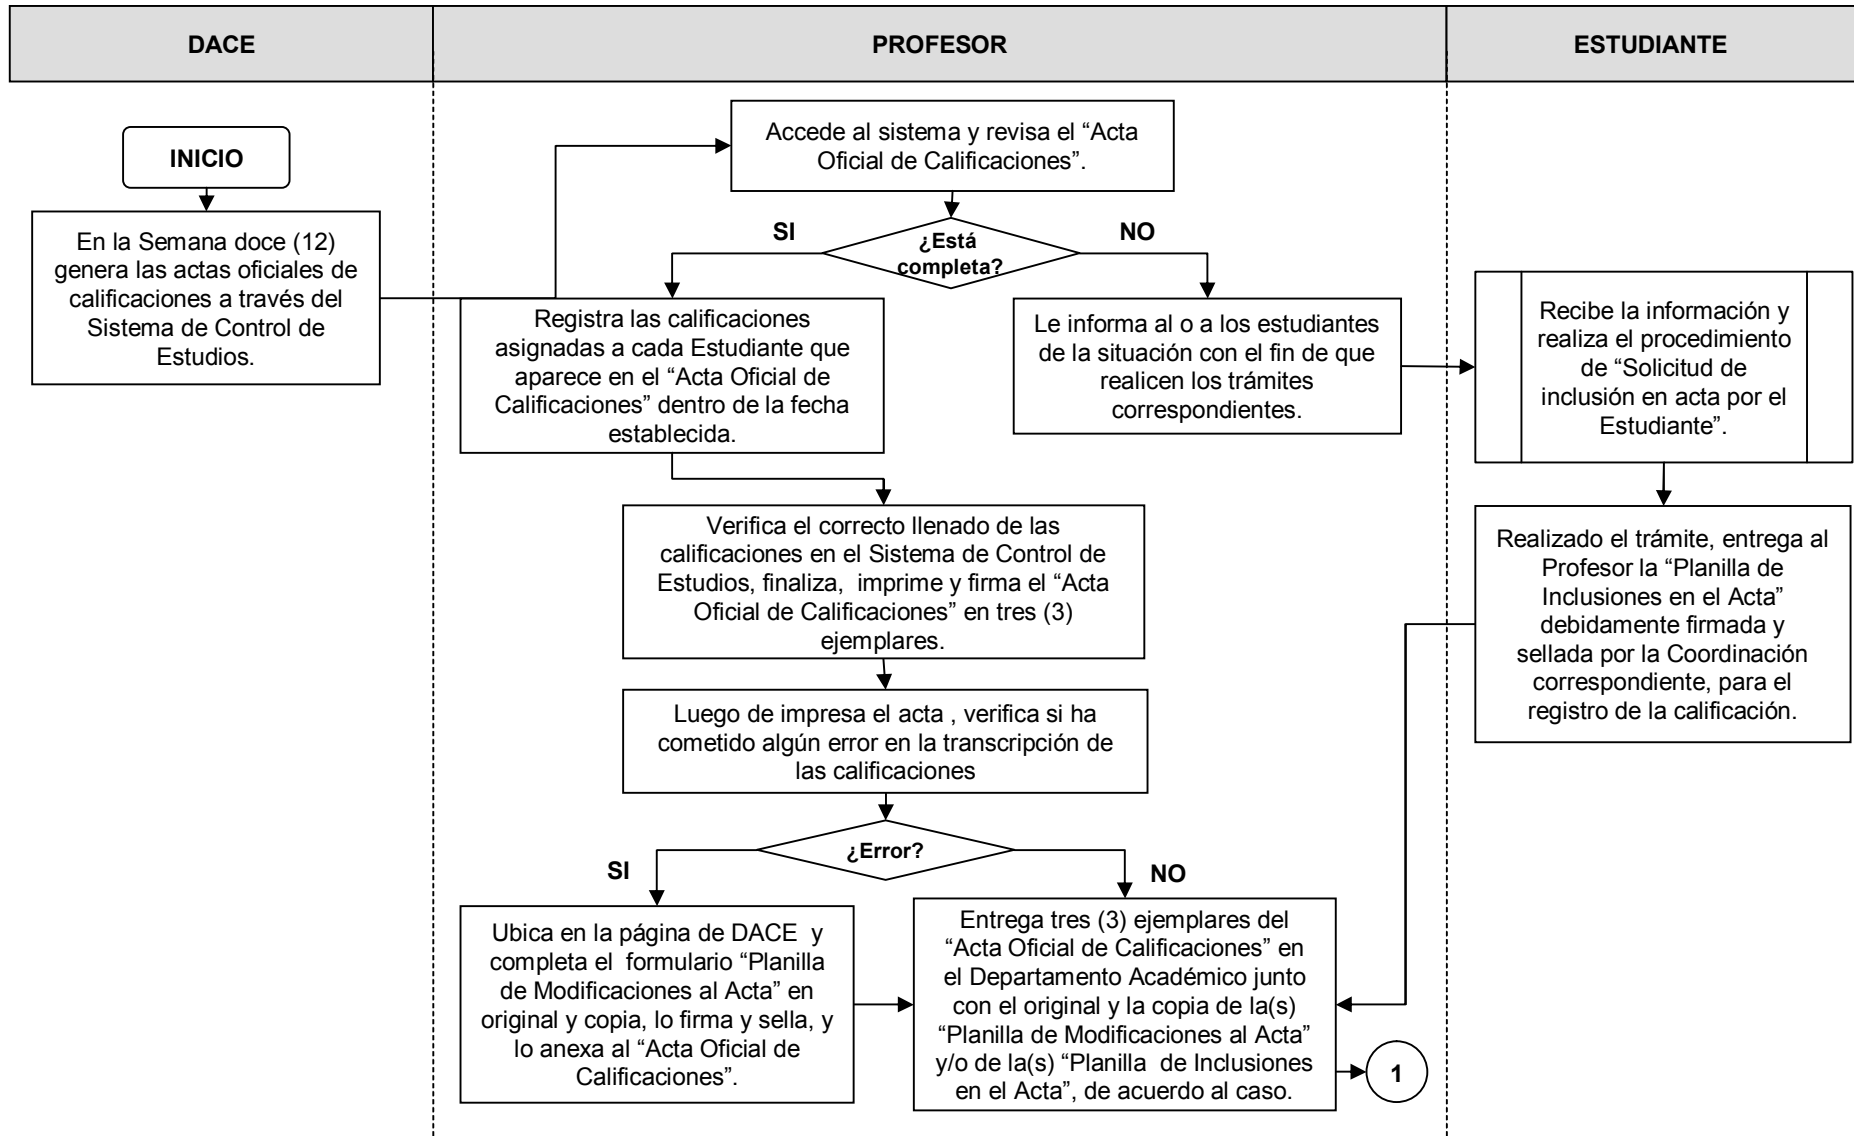 DACE
PROFESOR
ESTUDIANTE
INICIO
En la Semana doce (12)
genera las actas oficiales de
calificaciones a través del
Sistema de Control de
Estudios.
Accede al sistema y revisa el “Acta
Oficial de Calificaciones”.
¿Está
completa?
SI
NO
Registra las calificaciones
asignadas a cada Estudiante que
aparece en el “Acta Oficial de
Calificaciones” dentro de la fecha
establecida.
Le informa al o a los estudiantes
de la situación con el fin de que
realicen los trámites
correspondientes.
Recibe la información y
realiza el procedimiento
de “Solicitud de
inclusión en acta por el
Estudiante”.
Verifica el correcto llenado de las
calificaciones en el Sistema de Control de
Estudios, finaliza, imprime y firma el “Acta
Oficial de Calificaciones” en tres (3)
ejemplares.
Realizado el trámite, entrega al
Profesor la “Planilla de
Inclusiones en el Acta”
debidamente firmada y
sellada por la Coordinación
correspondiente, para el
registro de la calificación.
Luego de impresa el acta , verifica si ha
cometido algún error en la transcripción de
las calificaciones
¿Error?
SI
NO
Ubica en la página de DACE y
completa el formulario “Planilla
de Modificaciones al Acta” en
original y copia, lo firma y sella, y
lo anexa al “Acta Oficial de
Calificaciones”.
Entrega tres (3) ejemplares del
“Acta Oficial de Calificaciones” en
el Departamento Académico junto
con el original y la copia de la(s)
“Planilla de Modificaciones al Acta”
y/o de la(s) “Planilla de Inclusiones
en el Acta”, de acuerdo al caso.
1